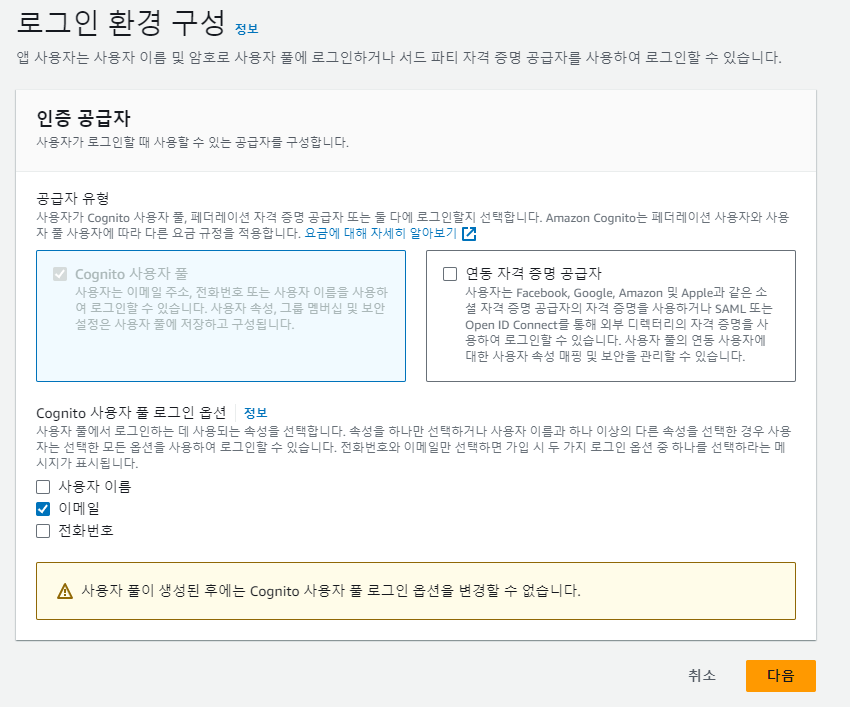 로그인 환경 구성 정보
앱 사용자는 사용자 이름 및 암호로 사용자 풀에 로그인하거나 서드 파티 자격 증명 공급자를 사용하여 로그인할 수 있습니다.
인증 공급자
사용자가 로그인할 때 사용할 수 있는 공급자를 구성합니다.
공급자 유형
사용자가 Cognito 사용자 풀, 페더레이션 자격 증명 공급자 또는 둘 다에 로그인할지 선택합니다. Amazon Cognito는 페더레이션 사용자와 사용
자 풀 사용자에 따라 다른 요금 규정을 적용합니다. 요금에 대해 자세히 알아보기
Cognito 사용자 풀
사용자는 이메일 주소, 전화번호 또는 사용자 이름을 사용하
여 로그인할 수 있습니다. 사용자 속성, 그룹 멤버십 및 보안
설정은 사용자 풀에 저장하고 구성됩니다.
연동 자격 증명 공급자
사용자는 Facebook, Google, Amazon 및 Apple과 같은 소
셜 자격 증명 공급자의 자격 증명을 사용하거나 SAML 또는
Open ID Connect를 통해 외부 디렉터리의 자격 증명을 사
용하여 로그인할 수 있습니다. 사용자 풀의 연동 사용자에
대한 사용자 속성 매핑 및 보안을 관리할 수 있습니다.
Cognito 사용자 풀 로그인 옵션 정보
사용자 풀에서 로그인하는 데 사용되는 속성을 선택합니다. 속성을 하나만 선택하거나 사용자 이름과 하나 이상의 다른 속성을 선택한 경우 사용
자는 선택한 모든 옵션을 사용하여 로그인할 수 있습니다. 전화번호와 이메일만 선택하면 가입 시 두 가지 로그인 옵션 중 하나를 선택하라는 메
시지가 표시됩니다.
사용자 이름
이메일
전화번호
사용자 풀이 생성된 후에는 Cognito 사용자 풀 로그인 옵션을 변경할 수 없습니다.
취소
다음